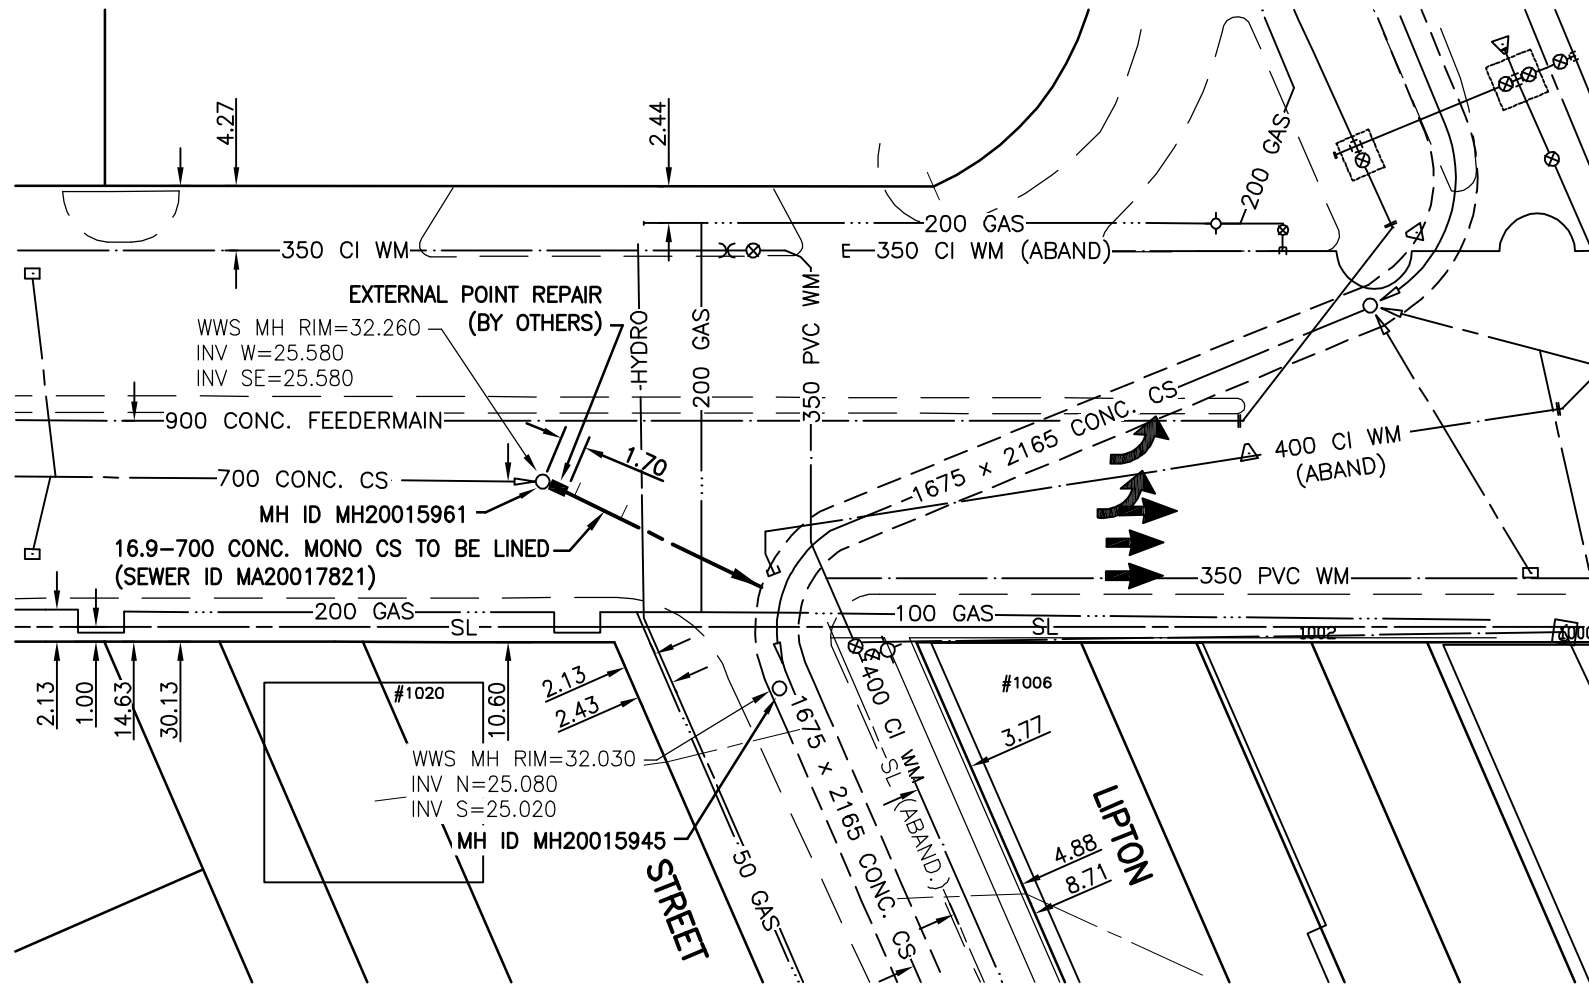 4.27
2.44
200 GAS
200 GAS
350 CI WM
350 CI WM (ABAND)
EXTERNAL POINT REPAIR
(BY OTHERS)
WWS MH RIM=32.260
INV W=25.580
INV SE=25.580
HYDRO
200 GAS
350 PVC WM
900 CONC. FEEDERMAIN
1.70
700 CONC. CS
1675 x 2165 CONC. CS
400 CI WM
(ABAND)
MH ID MH20015961
16.9-700 CONC. MONO CS TO BE LINED
(SEWER ID MA20017821)
350 PVC WM
200 GAS
100 GAS
SL
SL
1002
1000
2.13
1.00
14.63
30.13
#1020
10.60
2.13
2.43
#1006
3.77
400 CI WM
1675 x 2165 CONC. CS
SL (ABAND.)
WWS MH RIM=32.030
INV N=25.080
INV S=25.020
MH ID MH20015945
50 GAS
STREET
LIPTON
4.88
8.71